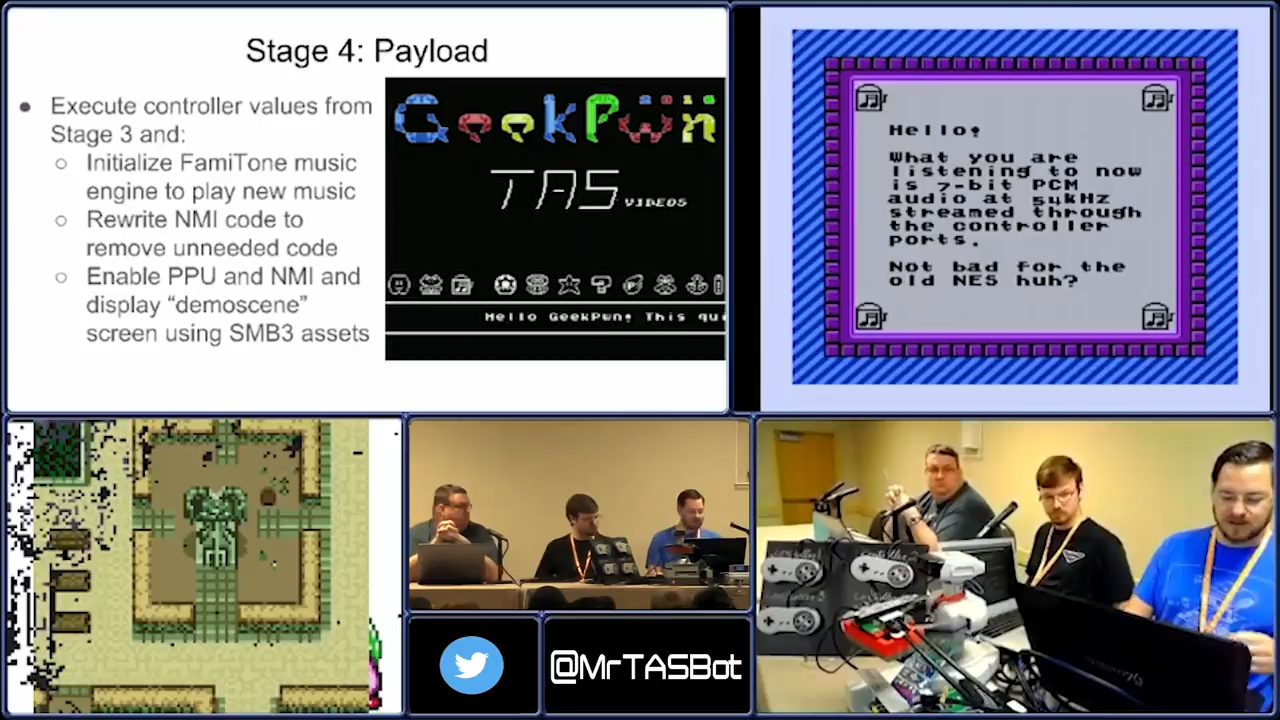 Stage 4: Payload
● Execute controller values from
Stage 3 and:
○ Initialize FamiTone music
engine to play new music
○ Rewrite NMI code to
remove unneeded code
○ Enable PPU and NMI and
display “demoscene”
screen using SMB3 assets
GeekPwn
TAS VIDEOS
Hello GeekPwn! This
Hello!
What you are
listening to now
is 7-bit PCM
audio at 54kHz
streamed through
the controller
ports.
Not bad for the
old NES huh?
@MrTASBot